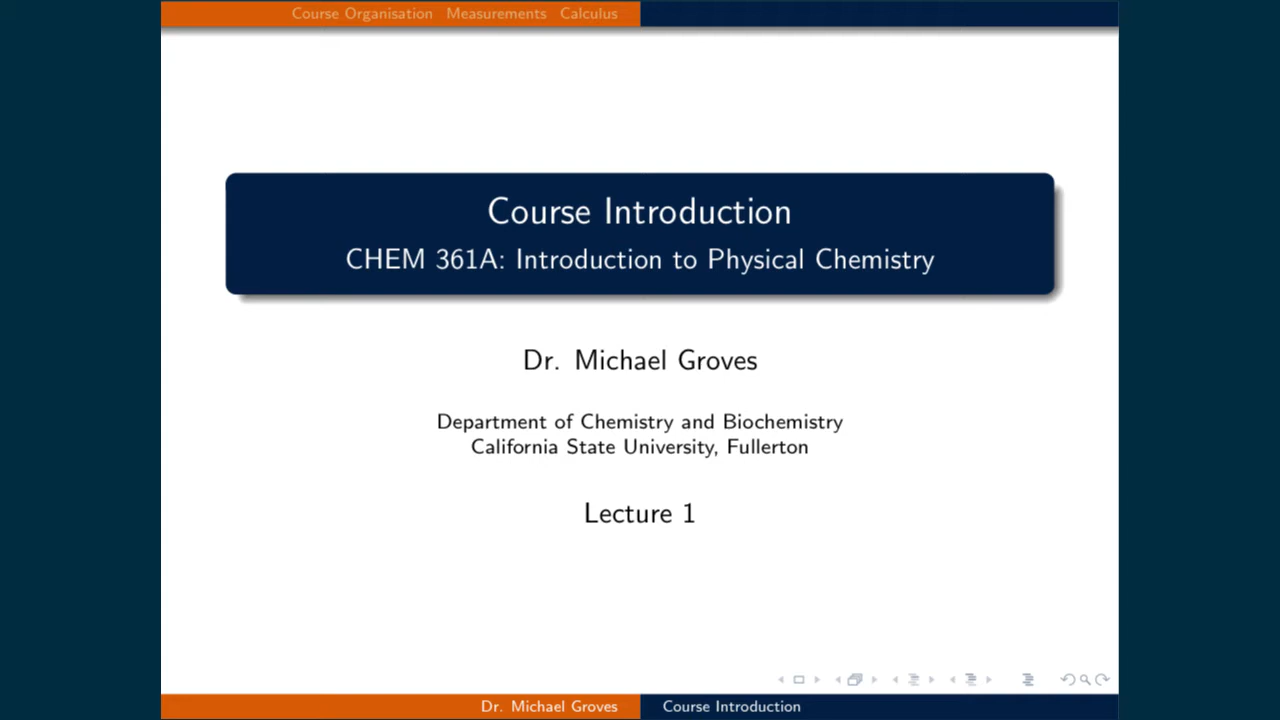 Course Organisation Measurements Calculus
Course Introduction
CHEM 361A: Introduction to Physical Chemistry
Dr. Michael Groves
Department of Chemistry and Biochemistry
California State University, Fullerton
Lecture 1
Dr. Michael Groves Course Introduction